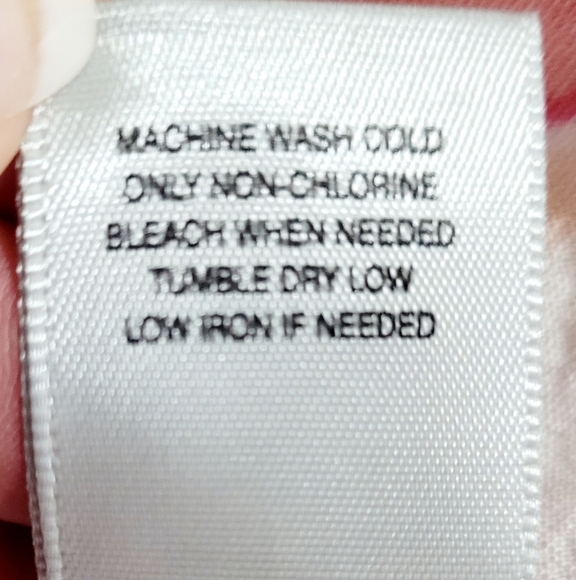 MACHINE WASH COLD
ONLY NON-CHLORINE
BLEACH WHEN NEEDED
TUMBLE DRY LOW
LOW IRON IF NEEDED